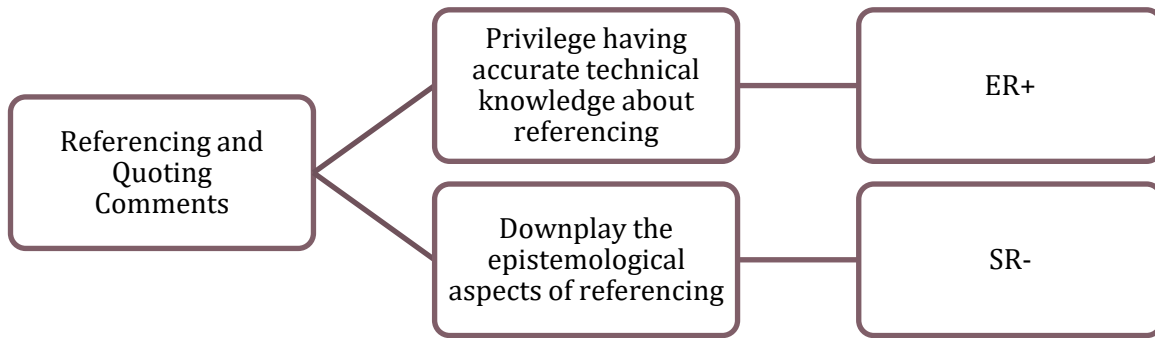 Referencing and
Quoting
Comments
Privilege having
accurate technical
knowledge about
referencing
ER+
Downplay the
epistemological
aspects of referencing
SR-